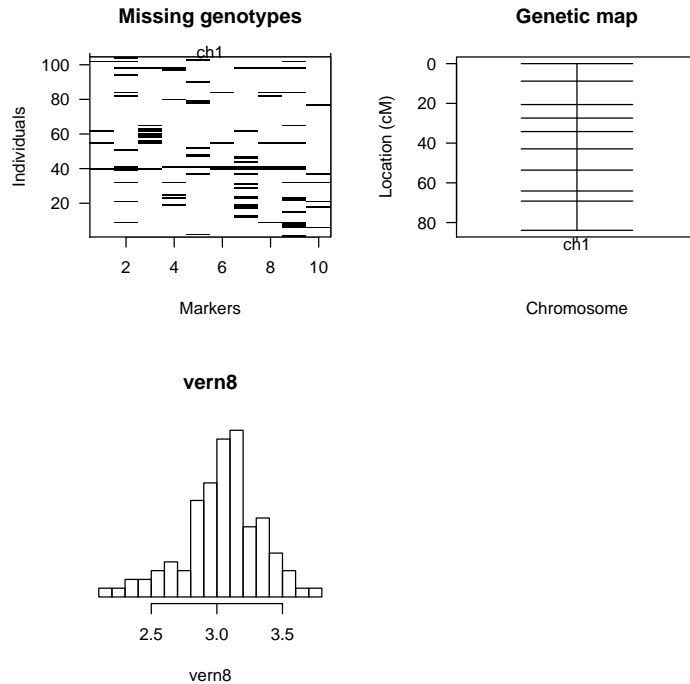 Missing genotypes
ch1
Individuals
100
80
60
40
20
2 4 6 8 10
Markers
Genetic map
Location (cM)
0
20
40
60
80
ch1
Chromosome
vern8
2.5 3.0 3.5
vern8